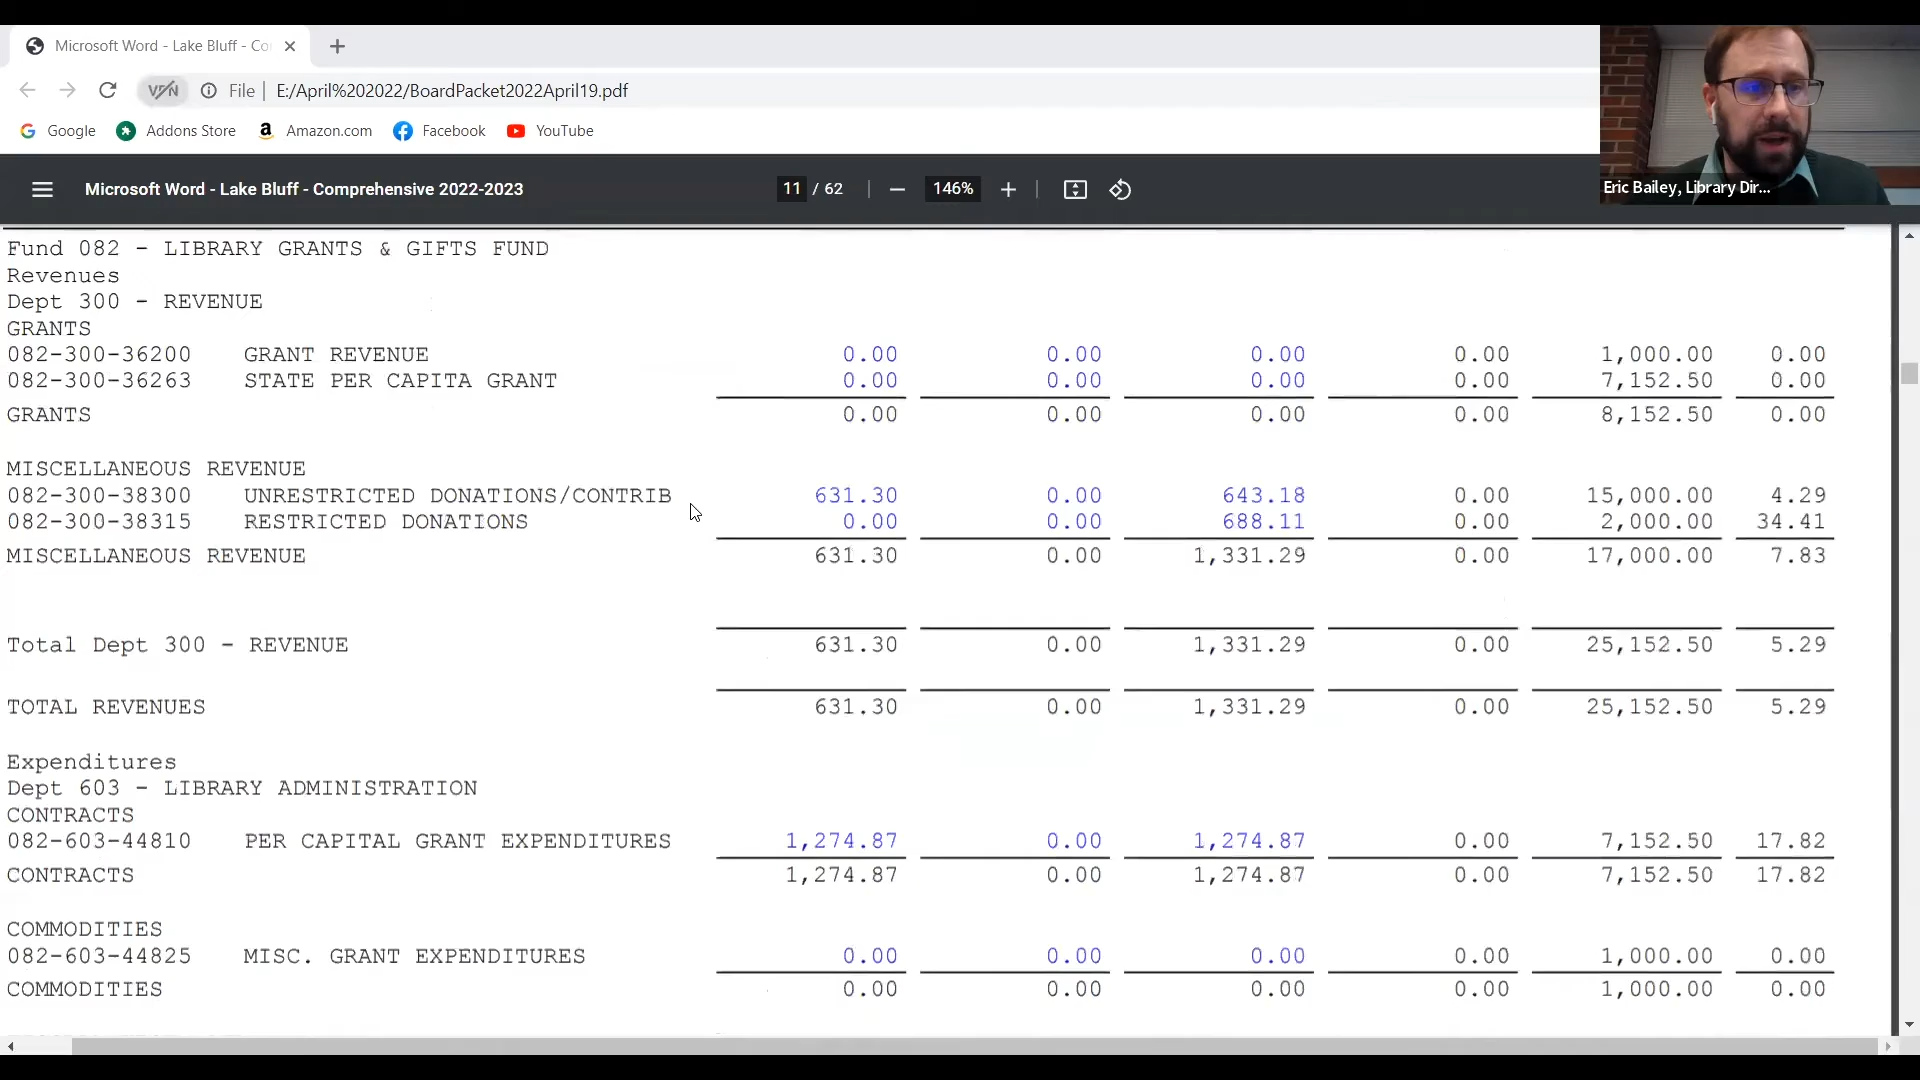 Microsoft Word - Lake Bluff - Co
VPN File E:/April%202022/BoardPacket2022April19.pdf
Google Addons Store Amazon.com Facebook YouTube
Microsoft Word - Lake Bluff - Comprehensive 2022-2023 11 / 62 146%
Eric Bailey, Library Dir...
Fund 082 - LIBRARY GRANTS & GIFTS FUND
Revenues
Dept 300 - REVENUE
GRANTS
082-300-36200 GRANT REVENUE 0.00 0.00 0.00 0.00 1,000.00 0.00
082-300-36263 STATE PER CAPITA GRANT 0.00 0.00 0.00 0.00 7,152.50 0.00
GRANTS 0.00 0.00 0.00 0.00 8,152.50 0.00
MISCELLANEOUS REVENUE
082-300-38300 UNRESTRICTED DONATIONS/CONTRIB 631.30 0.00 643.18 0.00 15,000.00 4.29
082-300-38315 RESTRICTED DONATIONS 0.00 0.00 688.11 0.00 2,000.00 34.41
MISCELLANEOUS REVENUE 631.30 0.00 1,331.29 0.00 17,000.00 7.83
Total Dept 300 - REVENUE 631.30 0.00 1,331.29 0.00 25,152.50 5.29
TOTAL REVENUES 631.30 0.00 1,331.29 0.00 25,152.50 5.29
Expenditures
Dept 603 - LIBRARY ADMINISTRATION
CONTRACTS
082-603-44810 PER CAPITAL GRANT EXPENDITURES 1,274.87 0.00 1,274.87 0.00 7,152.50 17.82
CONTRACTS 1,274.87 0.00 1,274.87 0.00 7,152.50 17.82
COMMODITIES
082-603-44825 MISC. GRANT EXPENDITURES 0.00 0.00 0.00 0.00 1,000.00 0.00
COMMODITIES 0.00 0.00 0.00 0.00 1,000.00 0.00